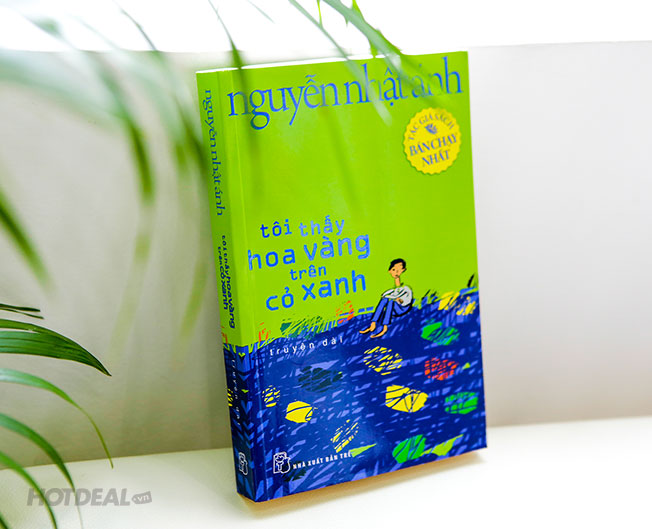 nguyễn nhật ánh
TÁC GIẢ SÁCH
BÁN CHẠY
NHẤT
tôi thấy
hoa vàng
trên
cỏ xanh
truyện dài
NHÀ XUẤT BẢN TRẺ
nguyễn nhật ánh
tôi thấy hoa vàng
trên cỏ xanh
HOTDEAL.vn